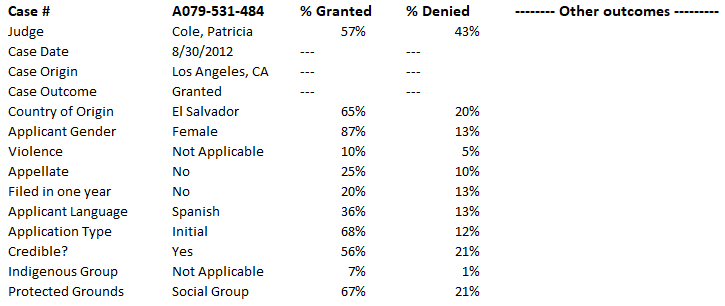 Case # A079-531-484 % Granted % Denied -------- Other outcomes ---------
Judge Cole, Patricia 57% 43%
Case Date 8/30/2012 --- ---
Case Origin Los Angeles, CA --- ---
Case Outcome Granted --- ---
Country of Origin El Salvador 65% 20%
Applicant Gender Female 87% 13%
Violence Not Applicable 10% 5%
Appellate No 25% 10%
Filed in one year No 20% 13%
Applicant Language Spanish 36% 13%
Application Type Initial 68% 12%
Credible? Yes 56% 21%
Indigenous Group Not Applicable 7% 1%
Protected Grounds Social Group 67% 21%